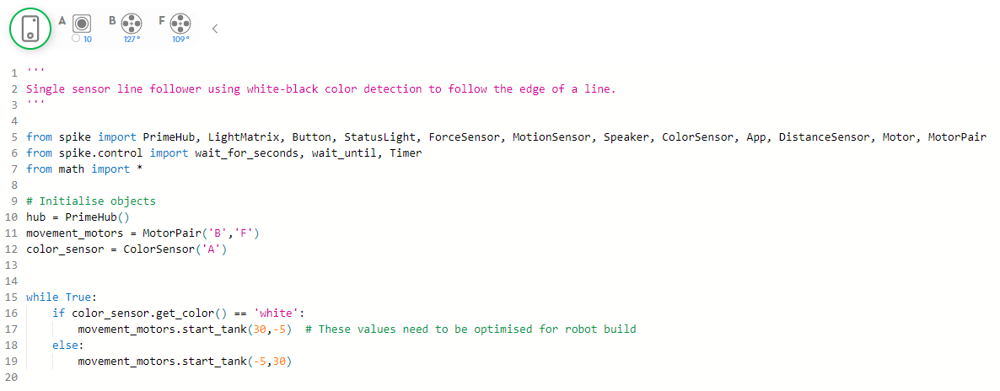 A B F
10 127° 109°
1 '''
2 Single sensor line follower using white-black color detection to follow the edge of a line.
3 '''
4
5 from spike import PrimeHub, LightMatrix, Button, StatusLight, ForceSensor, MotionSensor, Speaker, ColorSensor, App, DistanceSensor, Motor, MotorPair
6 from spike.control import wait_for_seconds, wait_until, Timer
7 from math import *
8
9 # Initialise objects
10 hub = PrimeHub()
11 movement_motors = MotorPair('B','F')
12 color_sensor = ColorSensor('A')
13
14
15 while True:
16     if color_sensor.get_color() == 'white':
17         movement_motors.start_tank(30,-5)  # These values need to be optimised for robot build
18     else:
19         movement_motors.start_tank(-5,30)
20